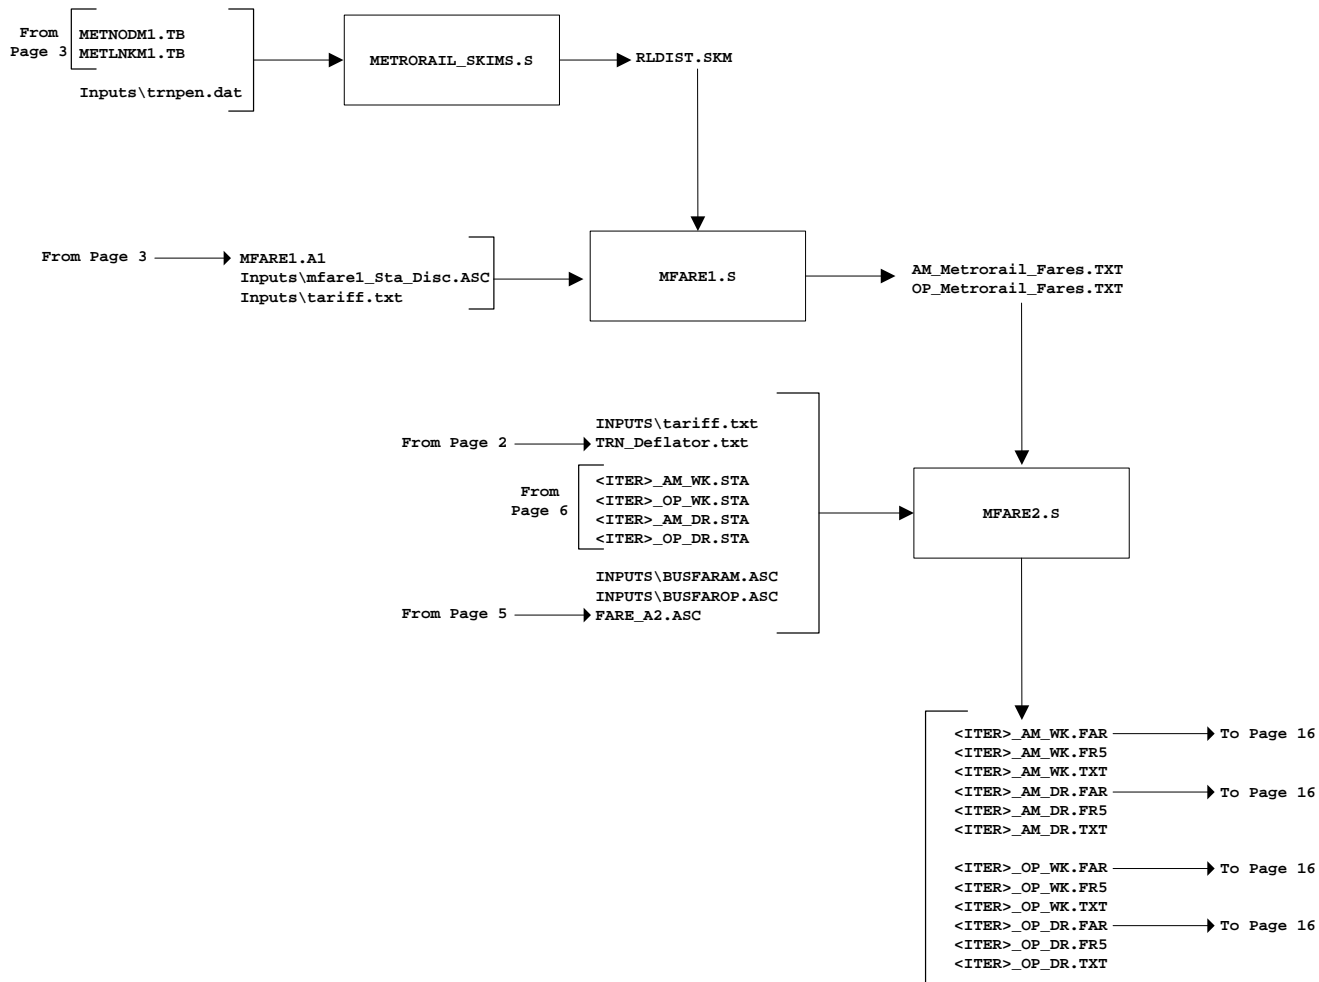 From
Page 3
METNODM1.TB
METLNKM1.TB
Inputs\trnpen.dat
METRORAIL_SKIMS.S
RLDIST.SKM
From Page 3
MFARE1.A1
Inputs\mfare1_Sta_Disc.ASC
Inputs\tariff.txt
MFARE1.S
AM_Metrorail_Fares.TXT
OP_Metrorail_Fares.TXT
INPUTS\tariff.txt
From Page 2
TRN_Deflator.txt
From
Page 6
<ITER>_AM_WK.STA
<ITER>_OP_WK.STA
<ITER>_AM_DR.STA
<ITER>_OP_DR.STA
INPUTS\BUSFARAM.ASC
INPUTS\BUSFAROP.ASC
From Page 5
FARE_A2.ASC
MFARE2.S
<ITER>_AM_WK.FAR
To Page 16
<ITER>_AM_WK.FR5
<ITER>_AM_WK.TXT
<ITER>_AM_DR.FAR
To Page 16
<ITER>_AM_DR.FR5
<ITER>_AM_DR.TXT
<ITER>_OP_WK.FAR
To Page 16
<ITER>_OP_WK.FR5
<ITER>_OP_WK.TXT
<ITER>_OP_DR.FAR
To Page 16
<ITER>_OP_DR.FR5
<ITER>_OP_DR.TXT